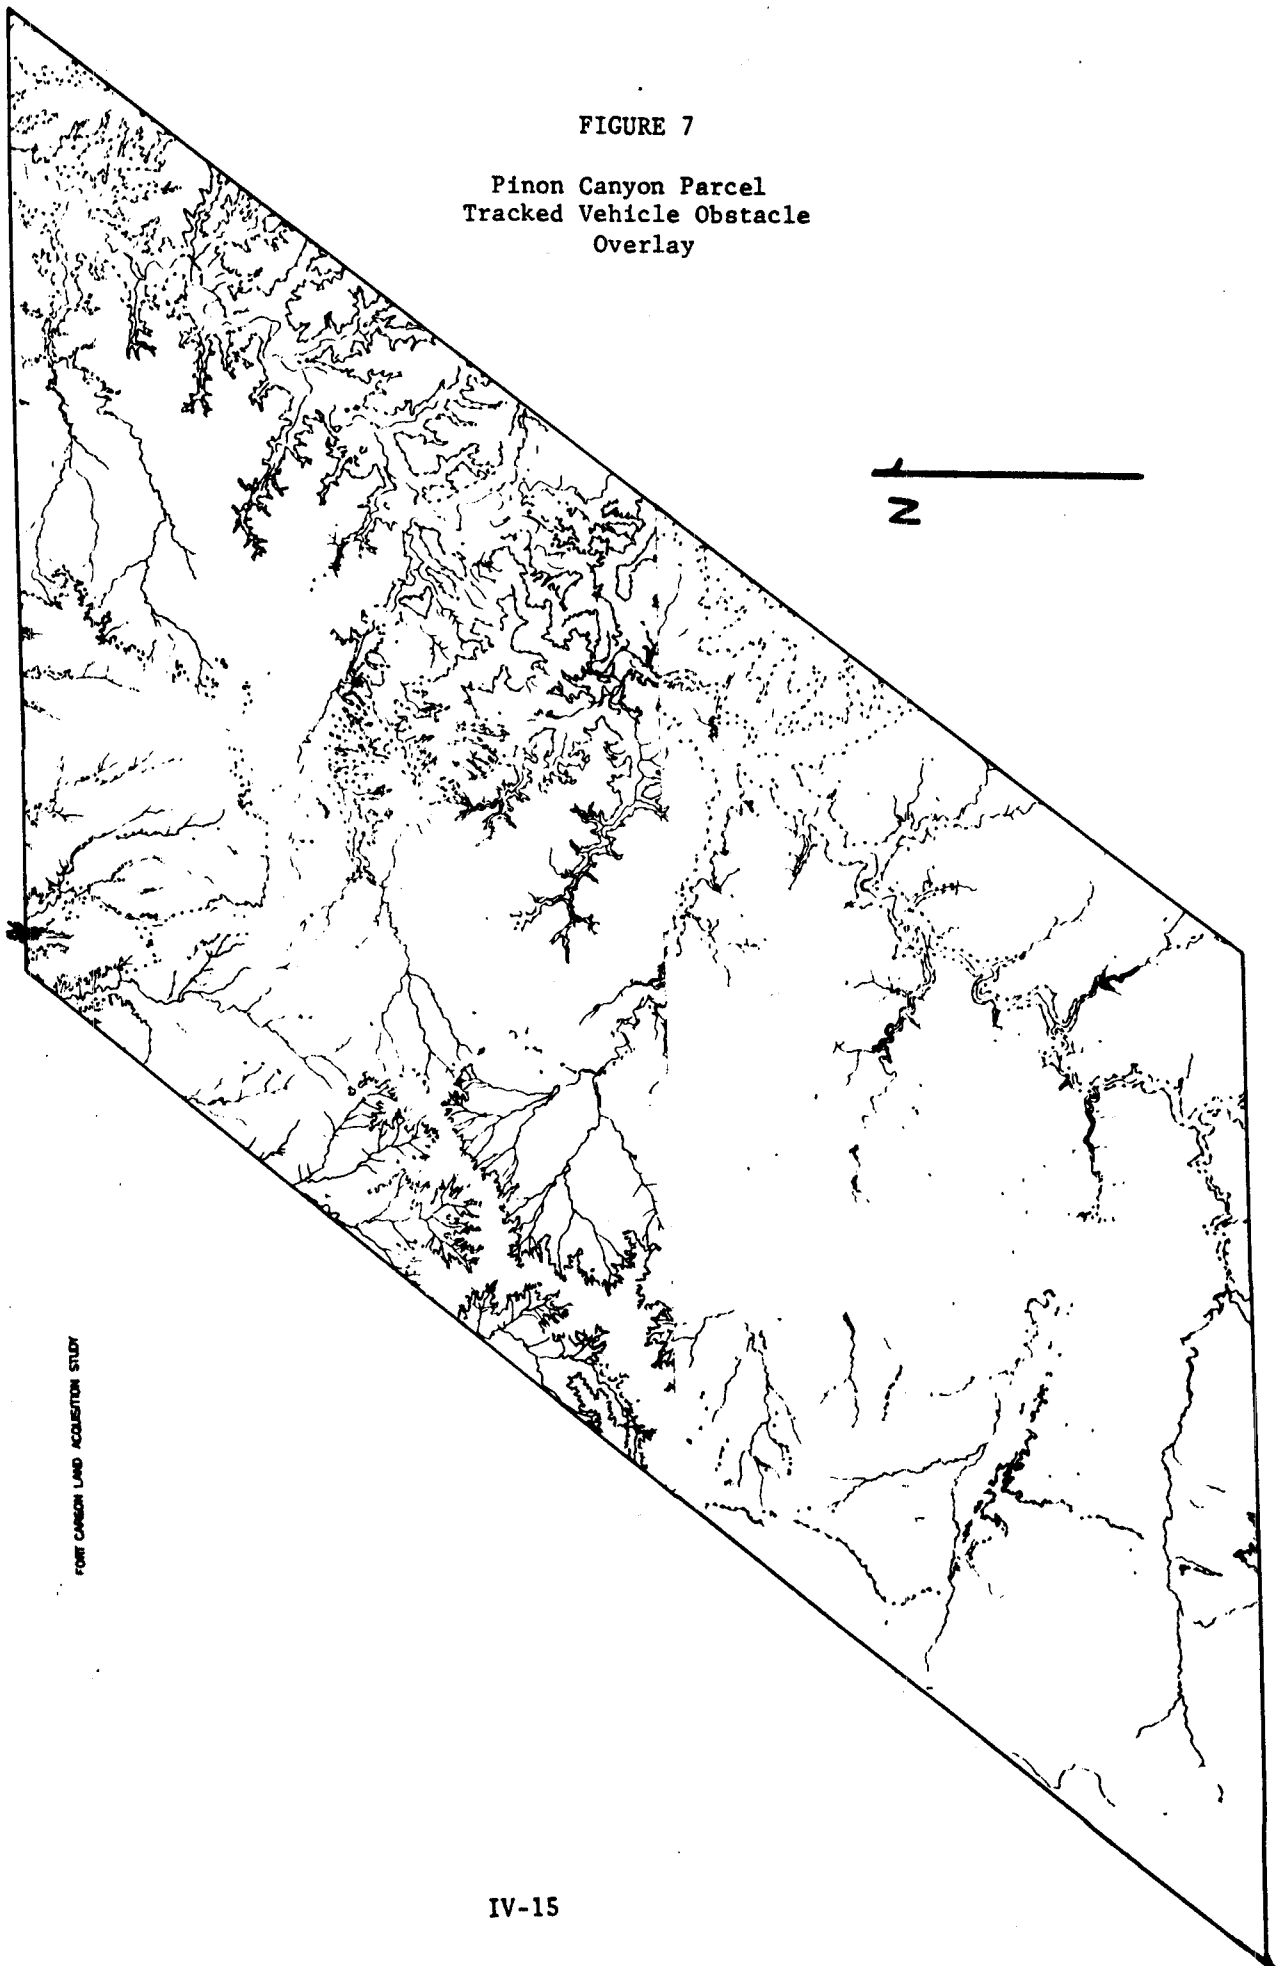 FIGURE 7
Pinon Canyon Parcel
Tracked Vehicle Obstacle
Overlay
N
FORT CARSON LAND ACQUISITION STUDY
IV-15